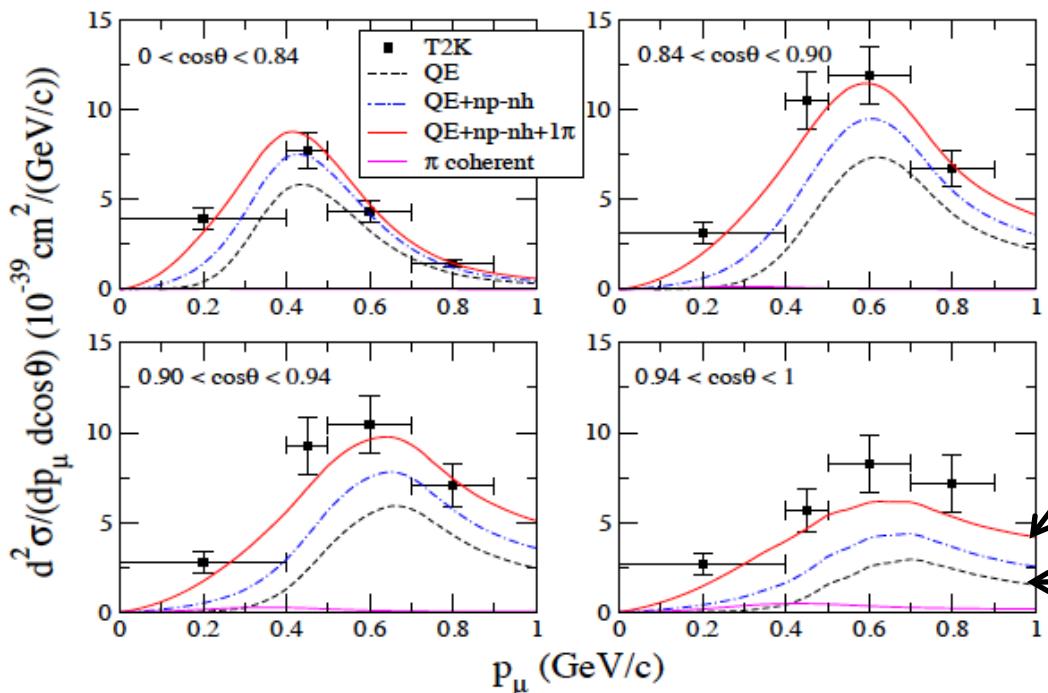 d²σ/(dpμ dcosθ) (10⁻³⁹ cm²/(GeV/c))
15
10
5
0
0 < cosθ < 0.84
0 0.2 0.4 0.6 0.8 1
T2K
QE
QE+np-nh
QE+np-nh+1π
π coherent
15
10
5
0
0.84 < cosθ < 0.90
0 0.2 0.4 0.6 0.8 1
15
10
5
0
0.90 < cosθ < 0.94
0 0.2 0.4 0.6 0.8 1
15
10
5
0
0.94 < cosθ < 1
0 0.2 0.4 0.6 0.8 1
pμ (GeV/c)